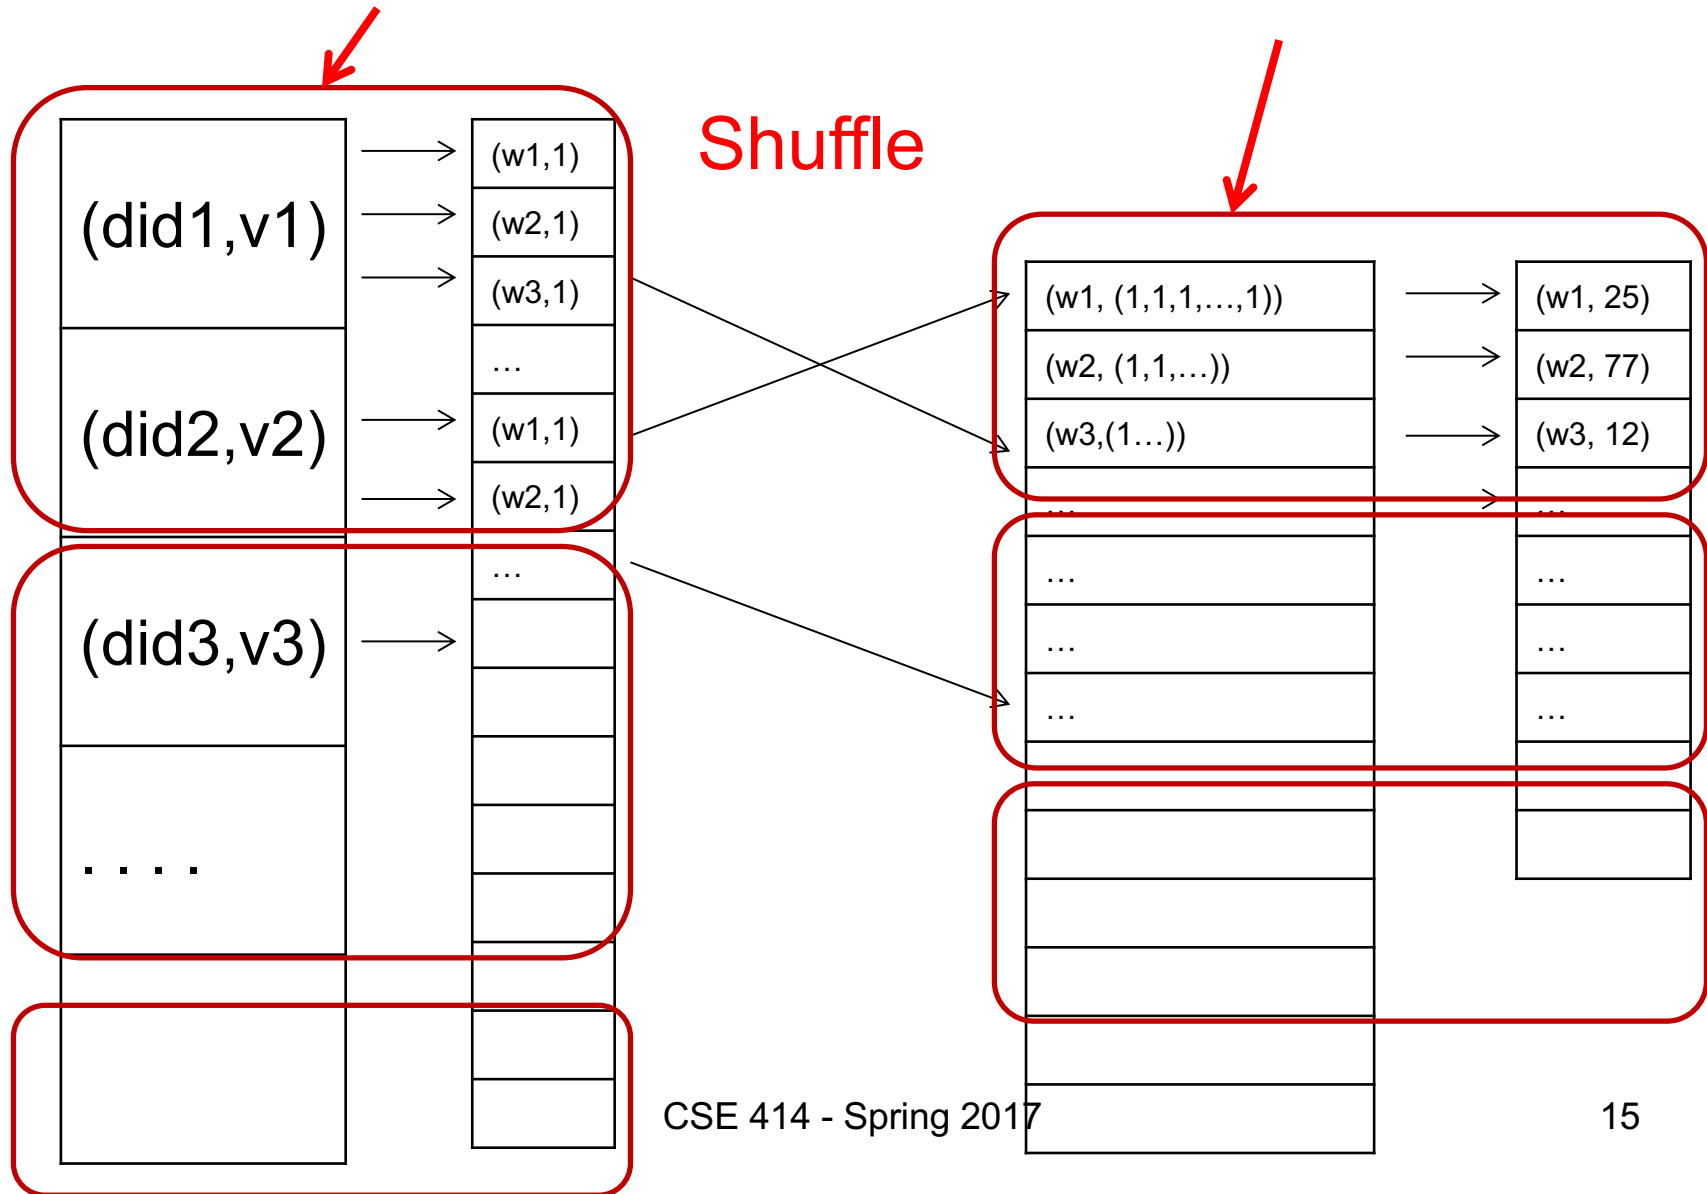 Shuffle
(did1,v1)
(did2,v2)
(did3,v3)
. . . .
(w1,1)
(w2,1)
(w3,1)
…
(w1,1)
(w2,1)
…
(w1, (1,1,1,…,1))
(w2, (1,1,…))
(w3,(1…))
…
…
…
…
(w1, 25)
(w2, 77)
(w3, 12)
…
…
…
…
CSE 414 - Spring 2017
15